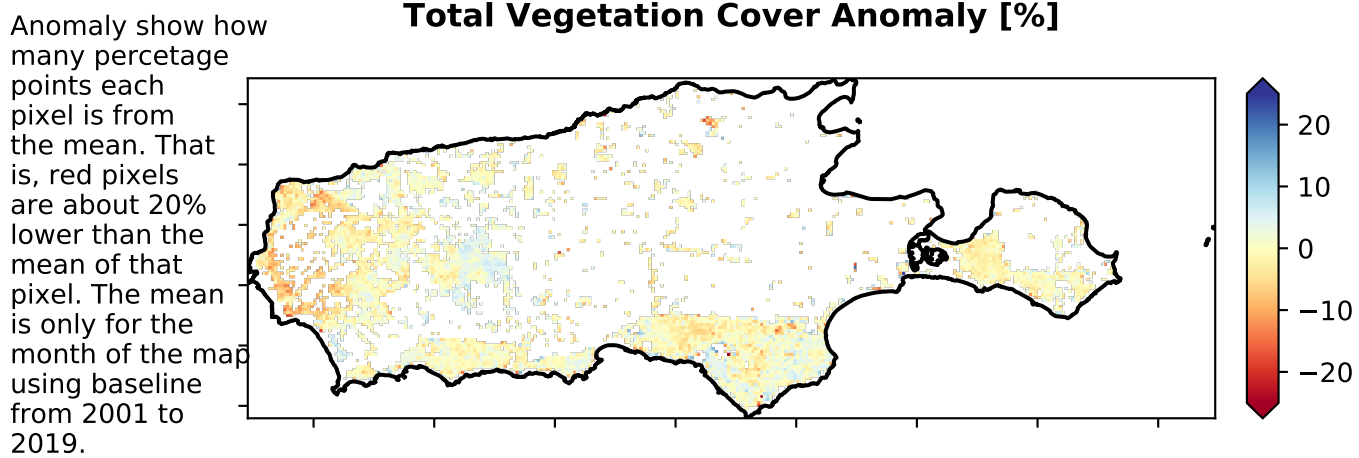 Total Vegetation Cover Anomaly [%]
Anomaly show how
many percetage
points each
pixel is from
the mean. That
is, red pixels
are about 20%
lower than the
mean of that
pixel. The mean
is only for the
month of the map
using baseline
from 2001 to
2019.
20
10
0
−10
−20